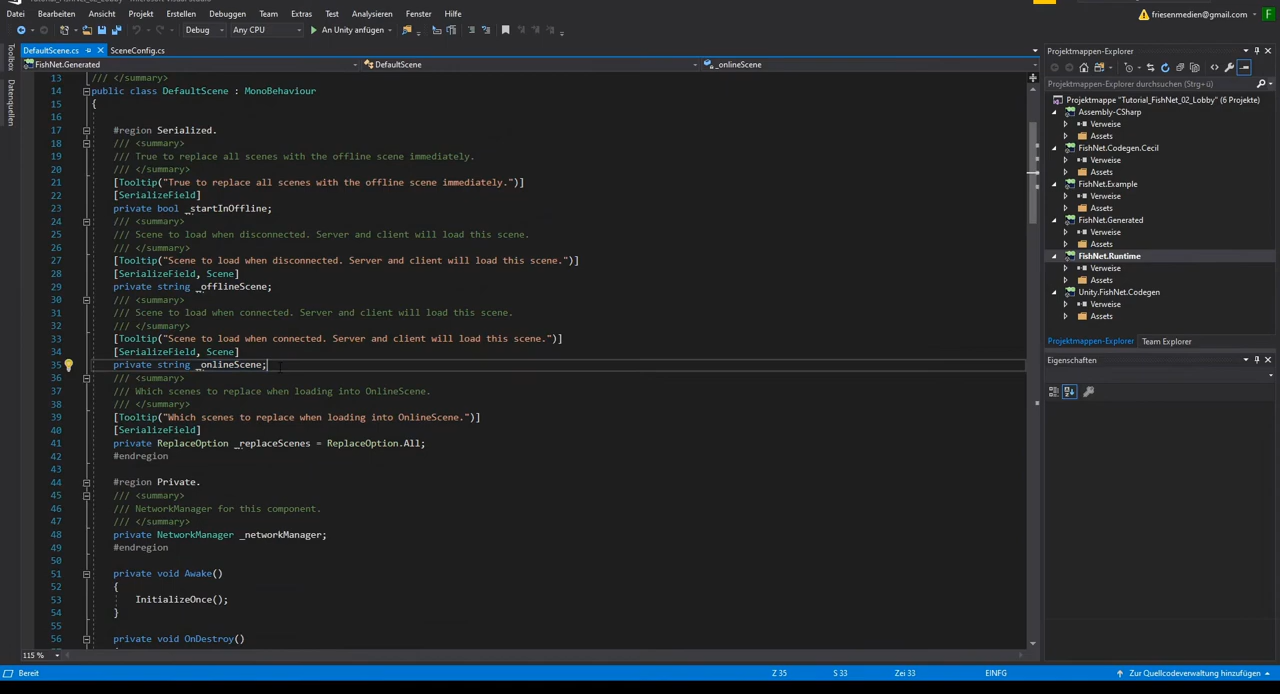 Datei Bearbeiten Ansicht Projekt Erstellen Debuggen Test Analysieren Tools Extras Fenster Hilfe friesenmedien@gmail.com F
Debug Any CPU An Unity anfügen
DefaultScene.cs SceneConfig.cs
FishNet.Generated DefaultScene _onlineScene
Toolbox
Datenquellen
13 /// </summary>
14 public class DefaultScene : MonoBehaviour
15 {
16
17 #region Serialized.
18 /// <summary>
19 /// True to replace all scenes with the offline scene immediately.
20 /// </summary>
21 [Tooltip("True to replace all scenes with the offline scene immediately.")]
22 [SerializeField]
23 private bool _startInOffline;
24 /// <summary>
25 /// Scene to load when disconnected. Server and client will load this scene.
26 /// </summary>
27 [Tooltip("Scene to load when disconnected. Server and client will load this scene.")]
28 [SerializeField, Scene]
29 private string _offlineScene;
30 /// <summary>
31 /// Scene to load when connected. Server and client will load this scene.
32 /// </summary>
33 [Tooltip("Scene to load when connected. Server and client will load this scene.")]
34 [SerializeField, Scene]
35 private string _onlineScene;
36 /// <summary>
37 /// Which scenes to replace when loading into OnlineScene.
38 /// </summary>
39 [Tooltip("Which scenes to replace when loading into OnlineScene.")]
40 [SerializeField]
41 private ReplaceOption _replaceScenes = ReplaceOption.All;
42 #endregion
43
44 #region Private.
45 /// <summary>
46 /// NetworkManager for this component.
47 /// </summary>
48 private NetworkManager _networkManager;
49 #endregion
50
51 private void Awake()
52 {
53 InitializeOnce();
54 }
55
56 private void OnDestroy()
115 %
Projektmappen-Explorer
Projektmappen-Explorer durchsuchen (Strg+ü)
Projektmappe "Tutorial_FishNet_02_Lobby" (6 Projekte)
Assembly-CSharp
Verweise
Assets
FishNet.Codegen.Cecil
Verweise
Assets
FishNet.Example
Verweise
Assets
FishNet.Generated
Verweise
Assets
FishNet.Runtime
Verweise
Assets
Unity.FishNet.Codegen
Verweise
Assets
Projektmappen-Explorer Team Explorer
Eigenschaften
Bereit Z 35 S 33 Zei 33 EINFG Zur Quellcodeverwaltung hinzufügen